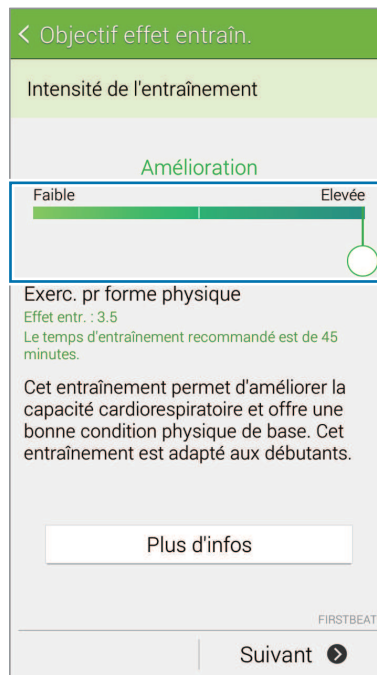 Objectif effet entraîn.
Intensité de l'entraînement
Amélioration
Faible Elevée
Exerc. pr forme physique
Effet entr. : 3.5
Le temps d'entraînement recommandé est de 45
minutes.
Cet entraînement permet d'améliorer la
capacité cardiorespiratoire et offre une
bonne condition physique de base. Cet
entraînement est adapté aux débutants.
Plus d'infos
FIRSTBEAT
Suivant